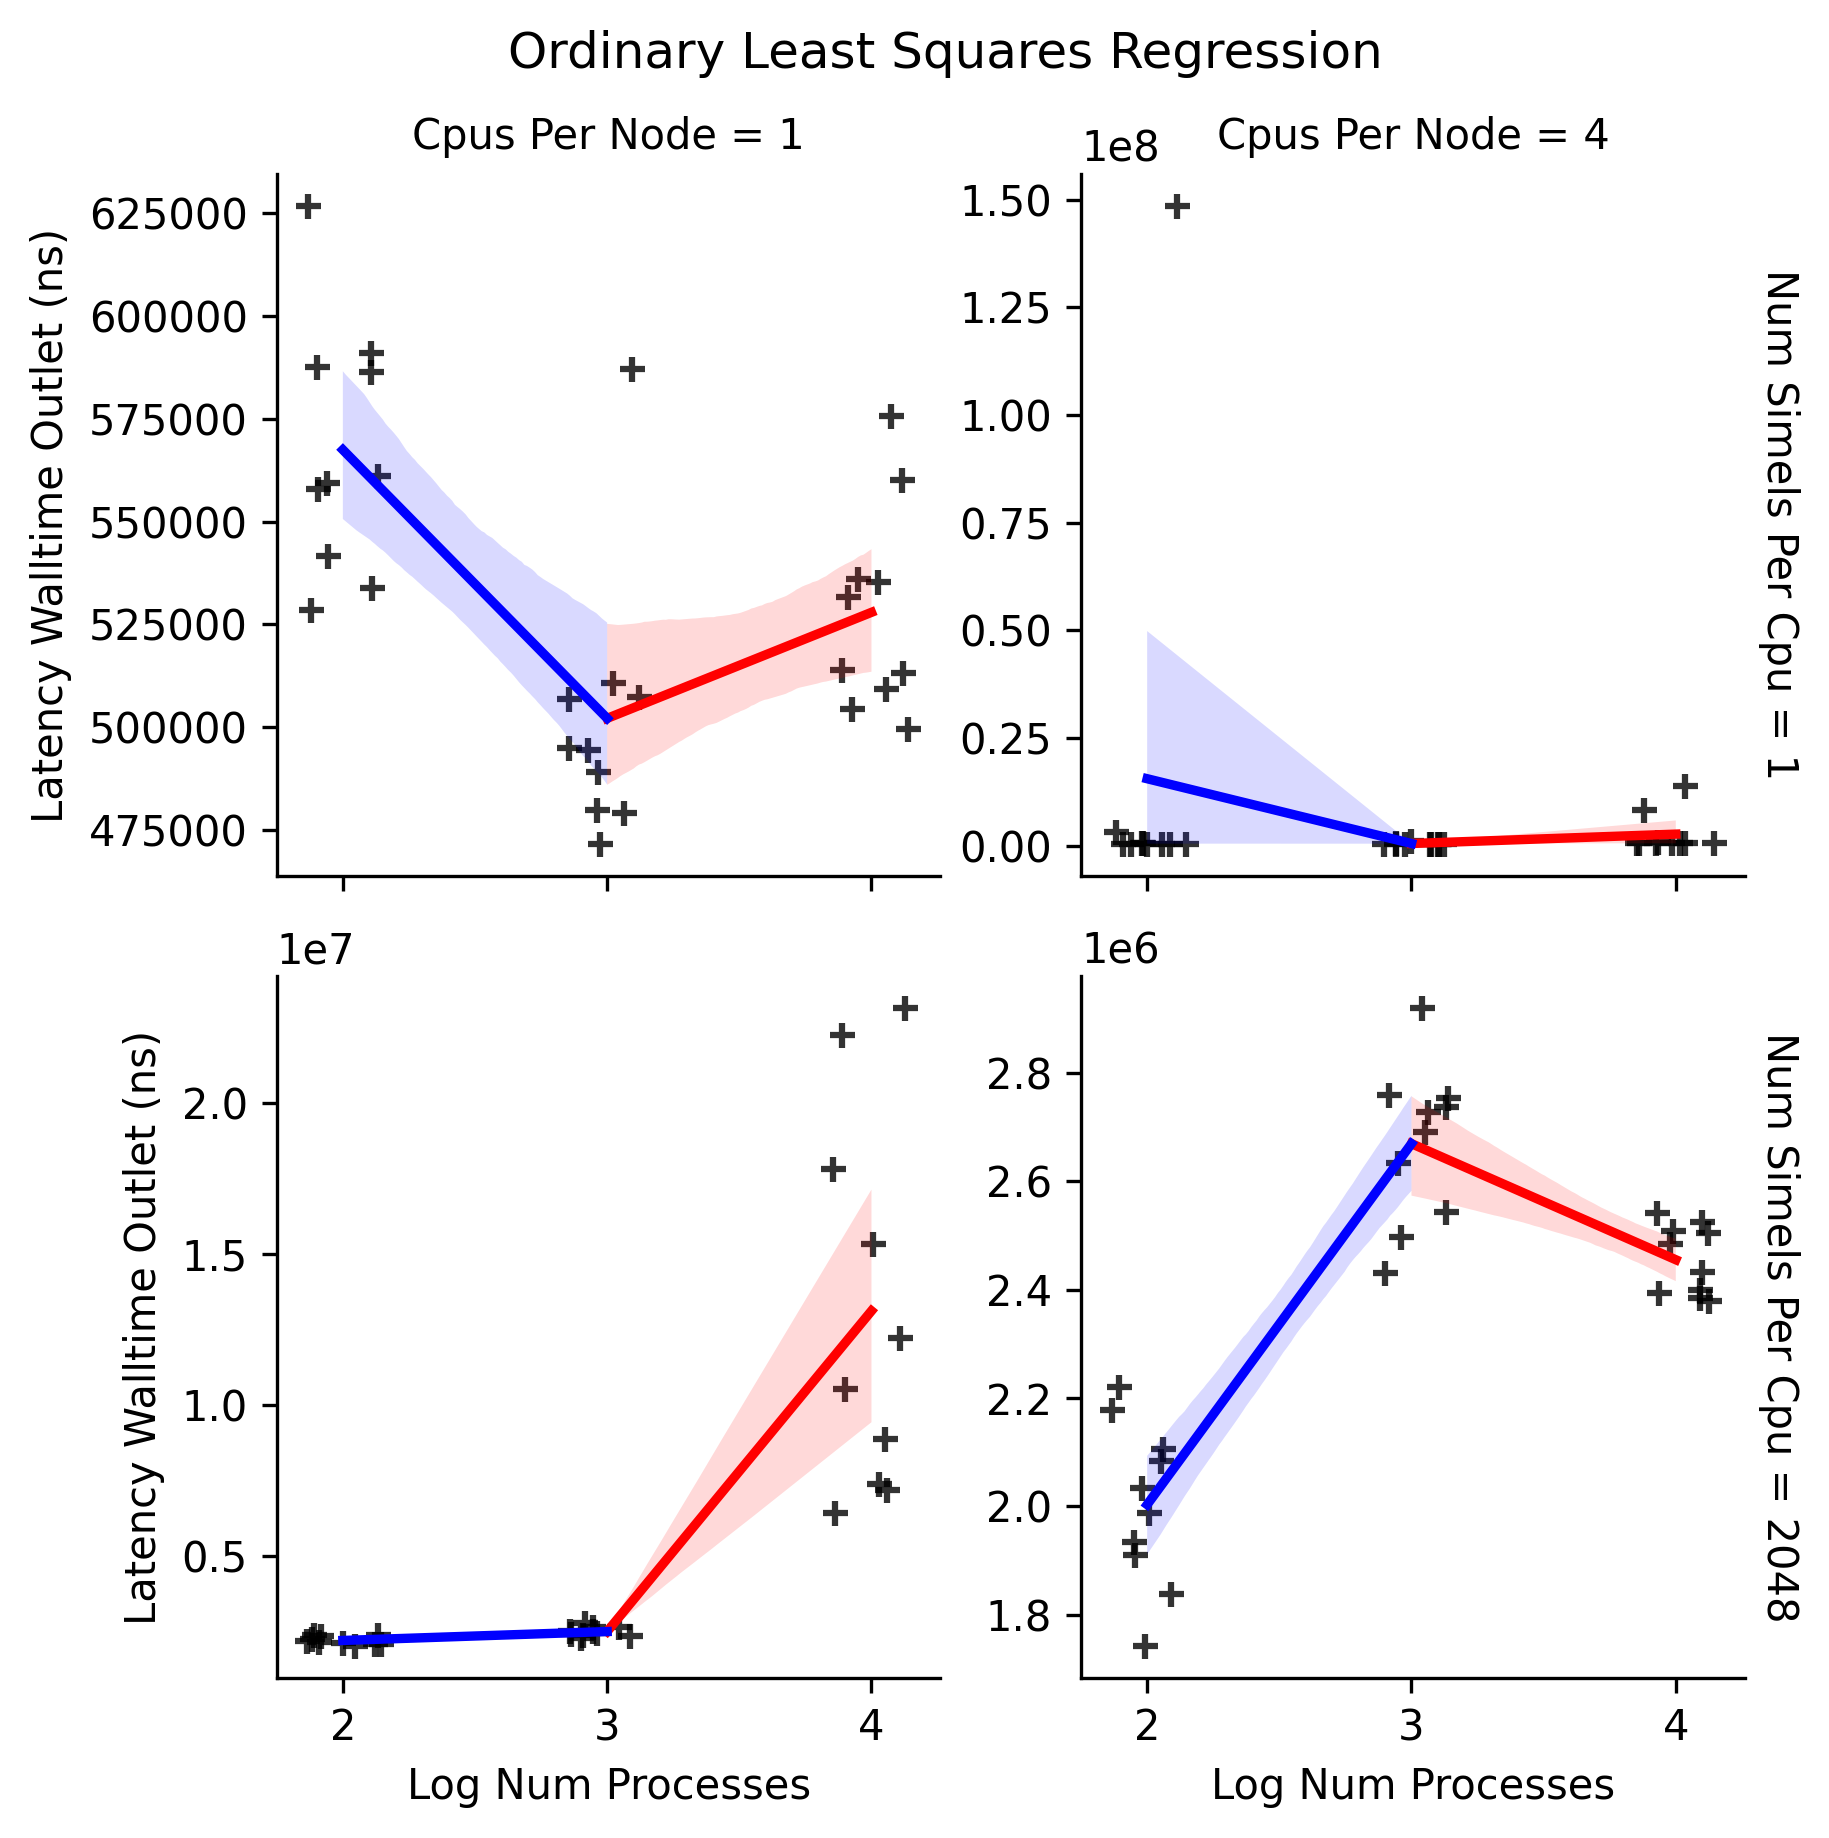 Ordinary Least Squares Regression
Cpus Per Node = 1
Cpus Per Node = 4
Latency Walltime Outlet (ns)
625000
600000
575000
550000
525000
500000
475000
1e8
1.50
1.25
1.00
0.75
0.50
0.25
0.00
Num Simels Per Cpu = 1
Latency Walltime Outlet (ns)
1e7
2.0
1.5
1.0
0.5
2
3
4
Log Num Processes
1e6
2.8
2.6
2.4
2.2
2.0
1.8
2
3
4
Log Num Processes
Num Simels Per Cpu = 2048